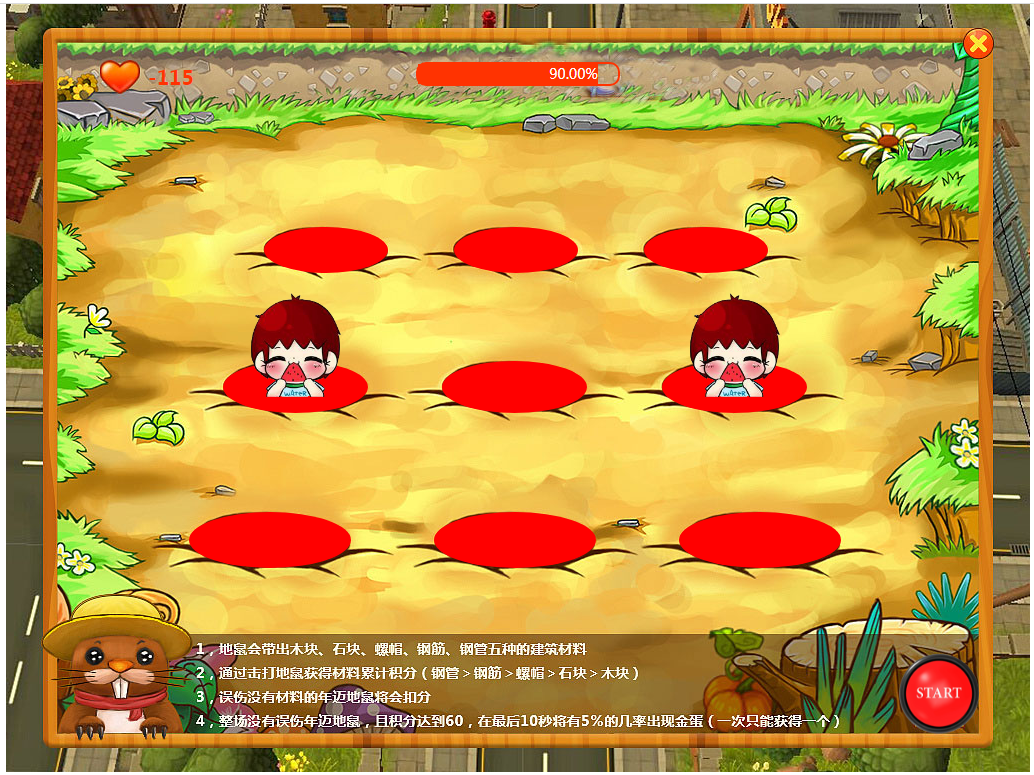 -115
90.00%
WATER
WATER
1，地鼠会带出木块、石块、螺帽、钢筋、钢管五种的建筑材料
2，通过击打地鼠获得材料累计积分（钢管＞钢筋＞螺帽＞石块＞木块）
3，误伤没有材料的年迈地鼠将会扣分
START
4，整场没有误伤年迈地鼠，且积分达到60，在最后10秒将有5%的几率出现金蛋（一次只能获得一个）